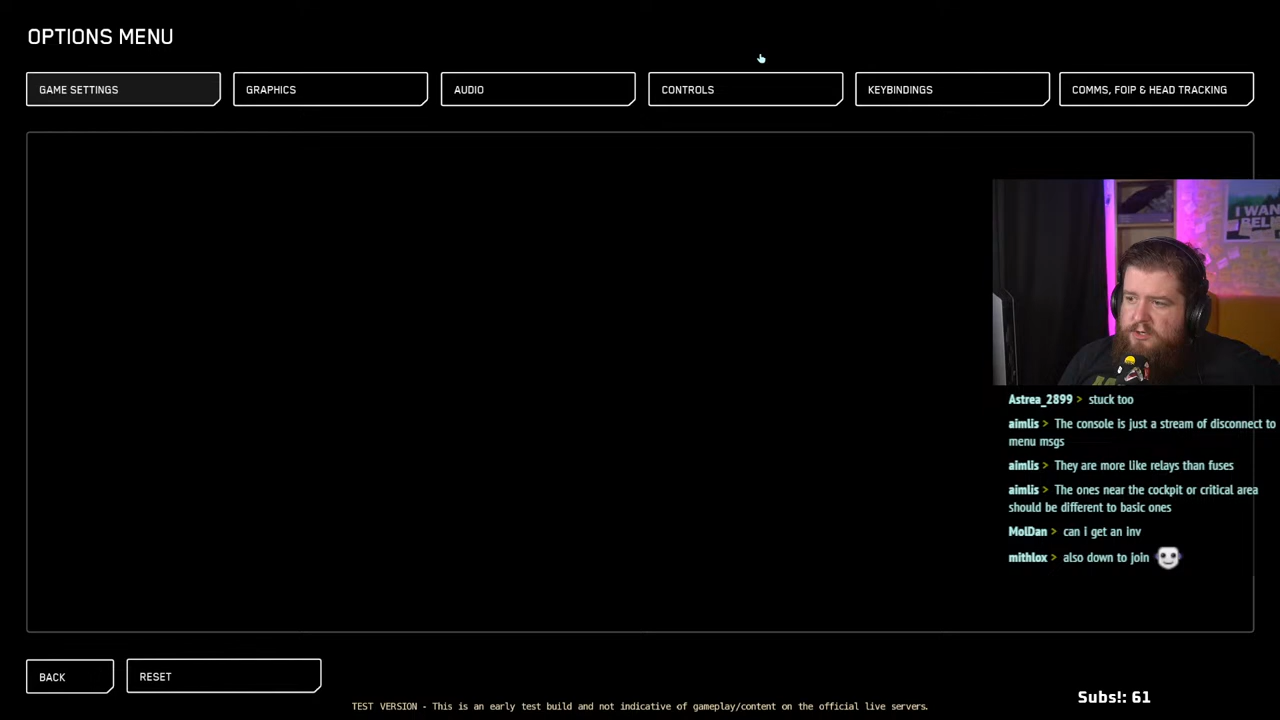 OPTIONS MENU
GAME SETTINGS
GRAPHICS
AUDIO
CONTROLS
KEYBINDINGS
COMMS, FOIP & HEAD TRACKING
I WAN
BELI
Astrea_2899 > stuck too
aimlis > The console is just a stream of disconnect to
menu msgs
aimlis > They are more like relays than fuses
aimlis > The ones near the cockpit or critical area
should be different to basic ones
MolDan > can i get an inv
mithlox > also down to join
BACK
RESET
Subs!: 61
TEST VERSION - This is an early test build and not indicative of gameplay/content on the official live servers.